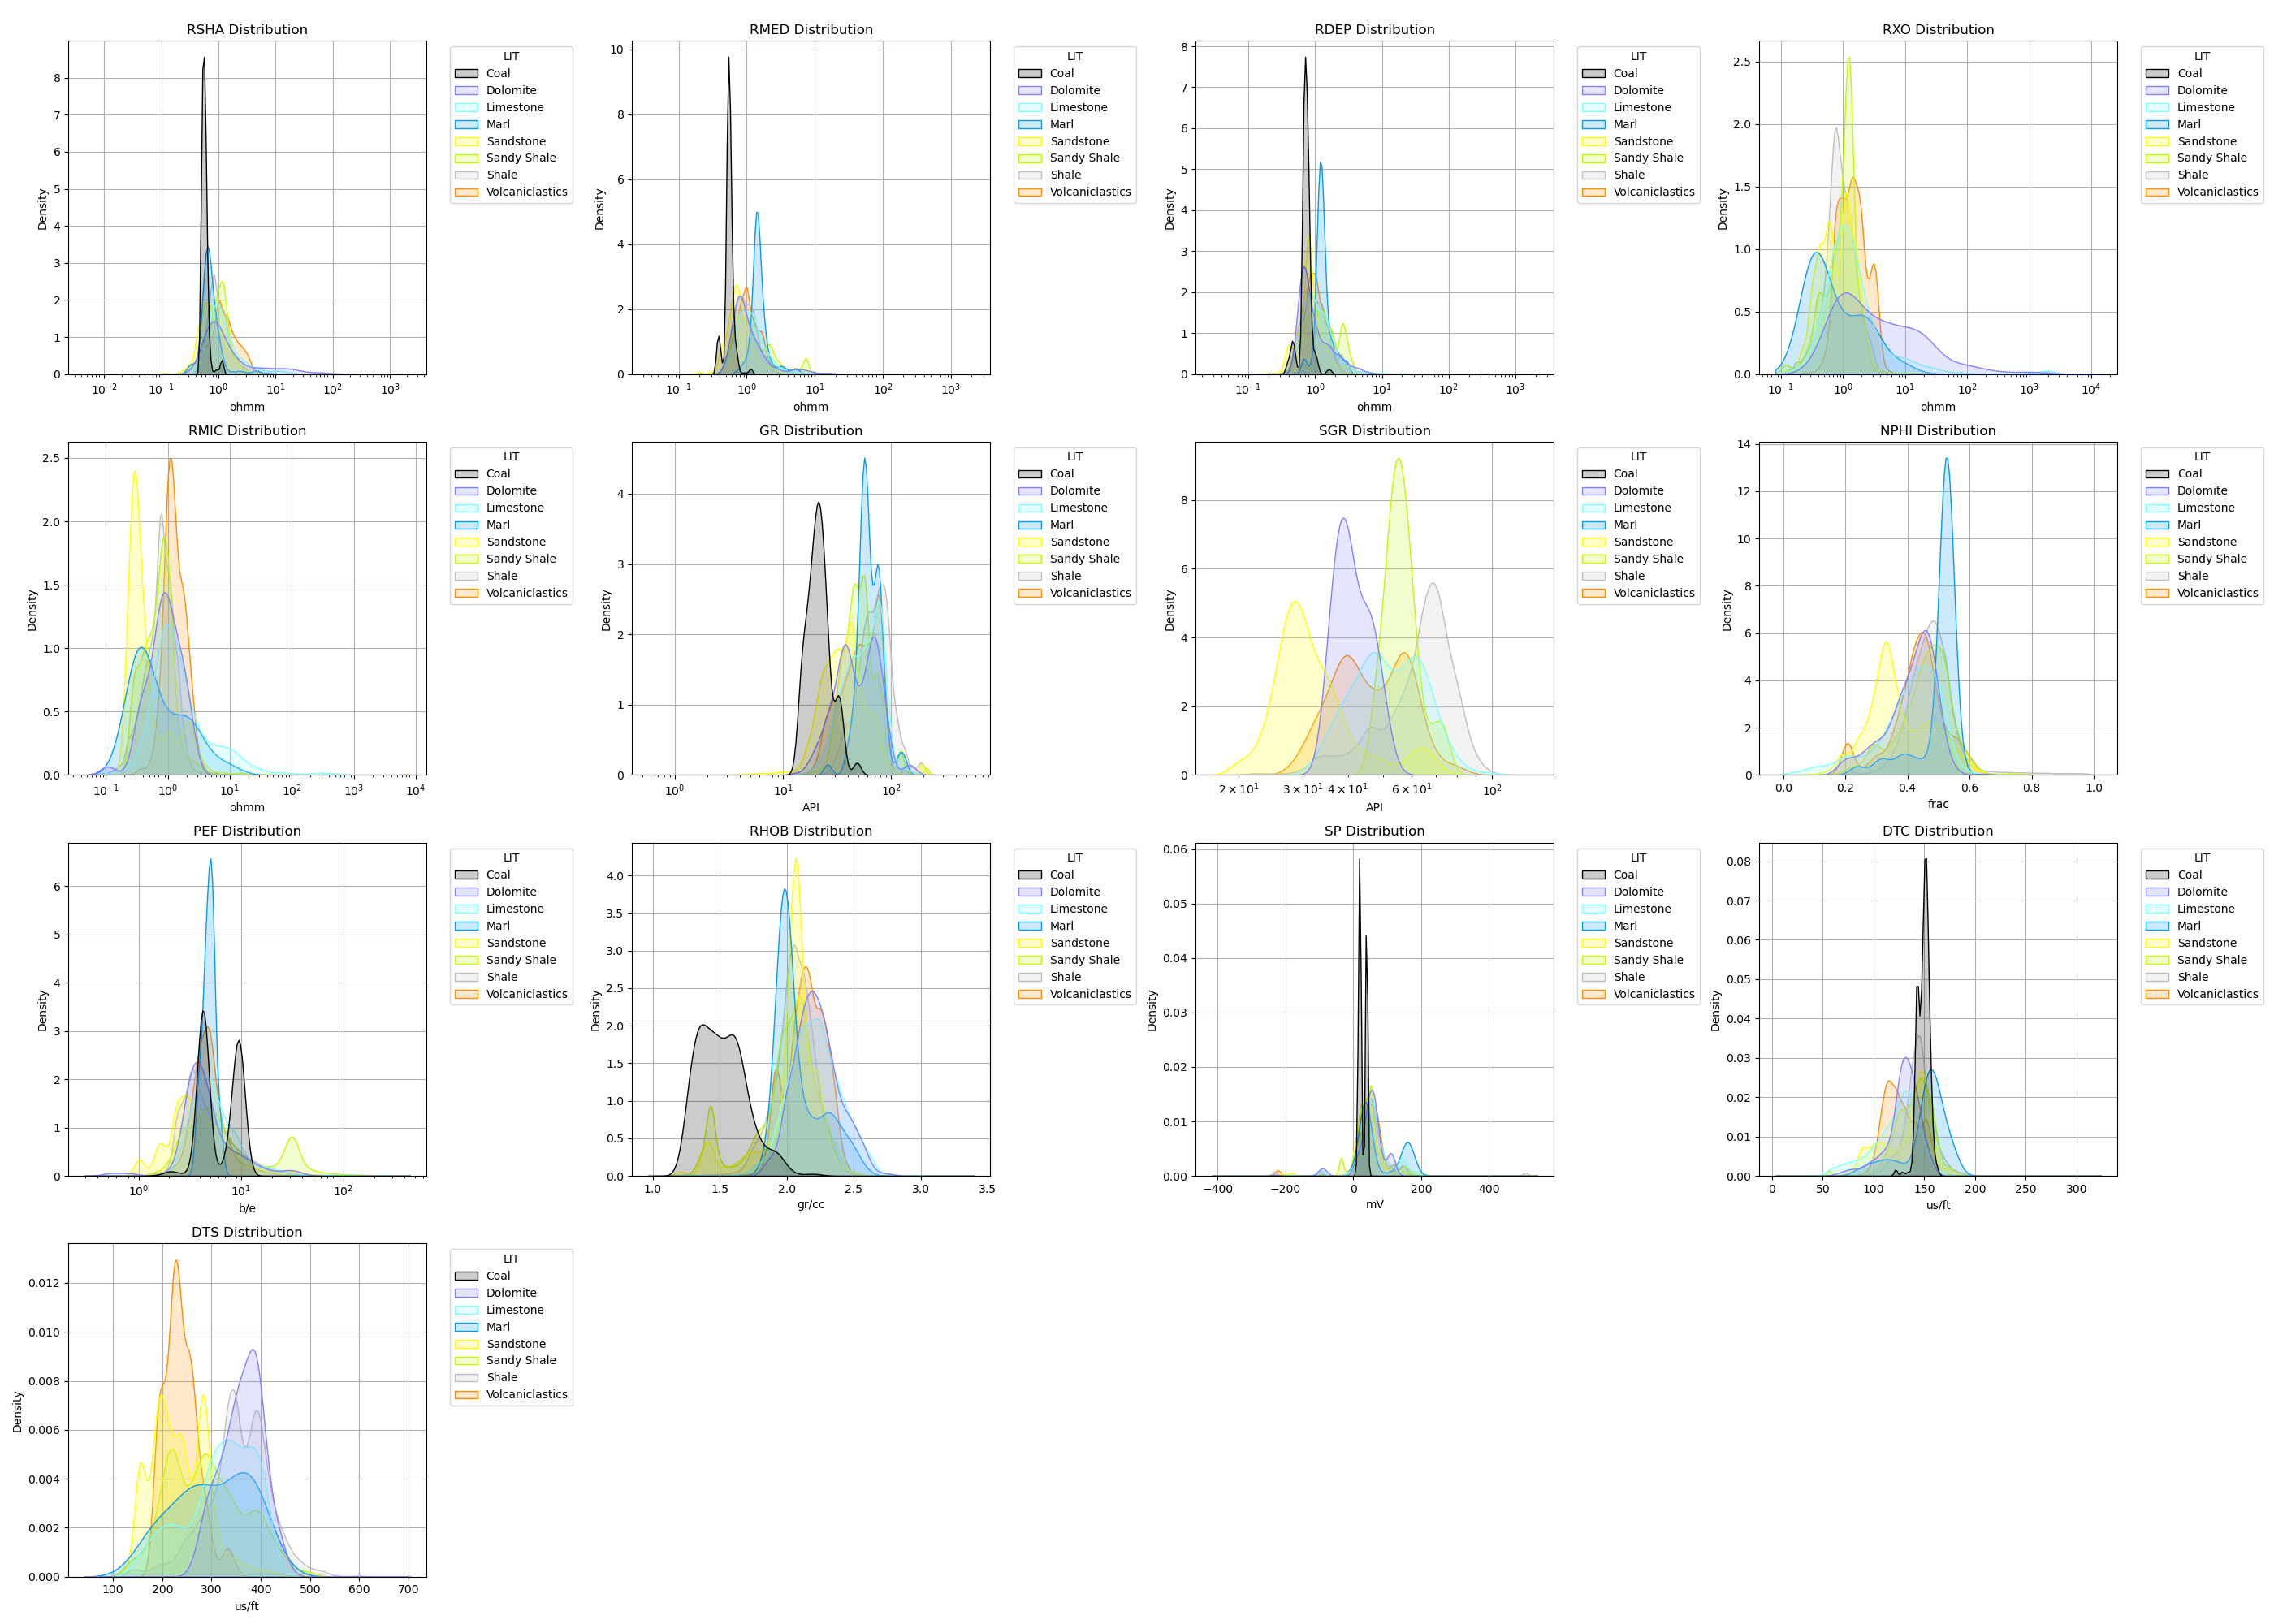 RSHA Distribution
Density
8
7
6
5
4
3
2
1
0
10⁻² 10⁻¹ 10⁰ 10¹ 10² 10³
ohmm
LIT
Coal
Dolomite
Limestone
Marl
Sandstone
Sandy Shale
Shale
Volcaniclastics
RMED Distribution
Density
10
8
6
4
2
0
10⁻¹ 10⁰ 10¹ 10² 10³
ohmm
LIT
Coal
Dolomite
Limestone
Marl
Sandstone
Sandy Shale
Shale
Volcaniclastics
RDEP Distribution
Density
8
7
6
5
4
3
2
1
0
10⁻¹ 10⁰ 10¹ 10² 10³
ohmm
LIT
Coal
Dolomite
Limestone
Marl
Sandstone
Sandy Shale
Shale
Volcaniclastics
RXO Distribution
Density
2.5
2.0
1.5
1.0
0.5
0.0
10⁻¹ 10⁰ 10¹ 10² 10³ 10⁴
ohmm
LIT
Coal
Dolomite
Limestone
Marl
Sandstone
Sandy Shale
Shale
Volcaniclastics
RMIC Distribution
Density
2.5
2.0
1.5
1.0
0.5
0.0
10⁻¹ 10⁰ 10¹ 10² 10³ 10⁴
ohmm
LIT
Coal
Dolomite
Limestone
Marl
Sandstone
Sandy Shale
Shale
Volcaniclastics
GR Distribution
Density
4
3
2
1
0
10⁰ 10¹ 10²
API
LIT
Coal
Dolomite
Limestone
Marl
Sandstone
Sandy Shale
Shale
Volcaniclastics
SGR Distribution
Density
8
6
4
2
0
2 × 10¹ 3 × 10¹ 4 × 10¹ 6 × 10¹ 10²
API
LIT
Coal
Dolomite
Limestone
Marl
Sandstone
Sandy Shale
Shale
Volcaniclastics
NPHI Distribution
Density
14
12
10
8
6
4
2
0
0.0 0.2 0.4 0.6 0.8 1.0
frac
LIT
Coal
Dolomite
Limestone
Marl
Sandstone
Sandy Shale
Shale
Volcaniclastics
PEF Distribution
Density
6
5
4
3
2
1
0
10⁰ 10¹ 10²
b/e
LIT
Coal
Dolomite
Limestone
Marl
Sandstone
Sandy Shale
Shale
Volcaniclastics
RHOB Distribution
Density
4.0
3.5
3.0
2.5
2.0
1.5
1.0
0.5
0.0
1.0 1.5 2.0 2.5 3.0 3.5
gr/cc
LIT
Coal
Dolomite
Limestone
Marl
Sandstone
Sandy Shale
Shale
Volcaniclastics
SP Distribution
Density
0.06
0.05
0.04
0.03
0.02
0.01
0.00
−400 −200 0 200 400
mV
LIT
Coal
Dolomite
Limestone
Marl
Sandstone
Sandy Shale
Shale
Volcaniclastics
DTC Distribution
Density
0.08
0.07
0.06
0.05
0.04
0.03
0.02
0.01
0.00
0 50 100 150 200 250 300
us/ft
LIT
Coal
Dolomite
Limestone
Marl
Sandstone
Sandy Shale
Shale
Volcaniclastics
DTS Distribution
Density
0.012
0.010
0.008
0.006
0.004
0.002
0.000
100 200 300 400 500 600 700
us/ft
LIT
Coal
Dolomite
Limestone
Marl
Sandstone
Sandy Shale
Shale
Volcaniclastics